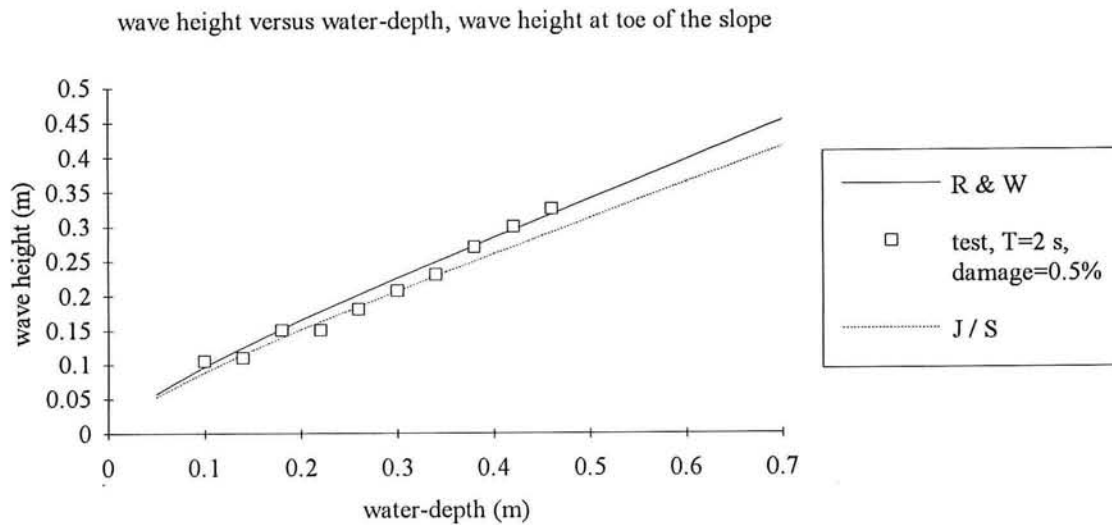 wave height versus water-depth, wave height at toe of the slope
0.5
0.45
0.4
0.35
0.3
0.25
0.2
0.15
0.1
0.05
0
wave height (m)
0 0.1 0.2 0.3 0.4 0.5 0.6 0.7
water-depth (m)
R & W
test, T=2 s,
damage=0.5%
J / S